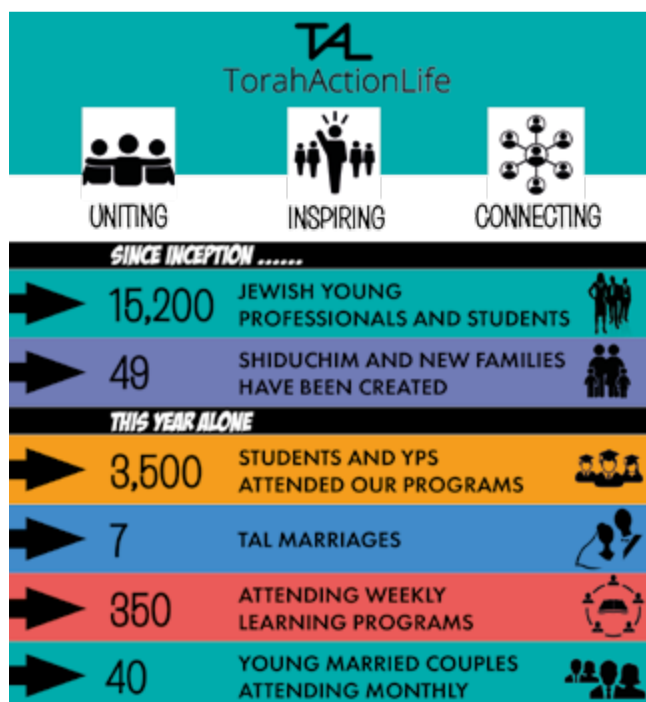 TAL
TorahActionLife
UNITING
INSPIRING
CONNECTING
SINCE INCEPTION ......
15,200
JEWISH YOUNG
PROFESSIONALS AND STUDENTS
49
SHIDUCHIM AND NEW FAMILIES
HAVE BEEN CREATED
THIS YEAR ALONE
3,500
STUDENTS AND YPS
ATTENDED OUR PROGRAMS
7
TAL MARRIAGES
350
ATTENDING WEEKLY
LEARNING PROGRAMS
40
YOUNG MARRIED COUPLES
ATTENDING MONTHLY